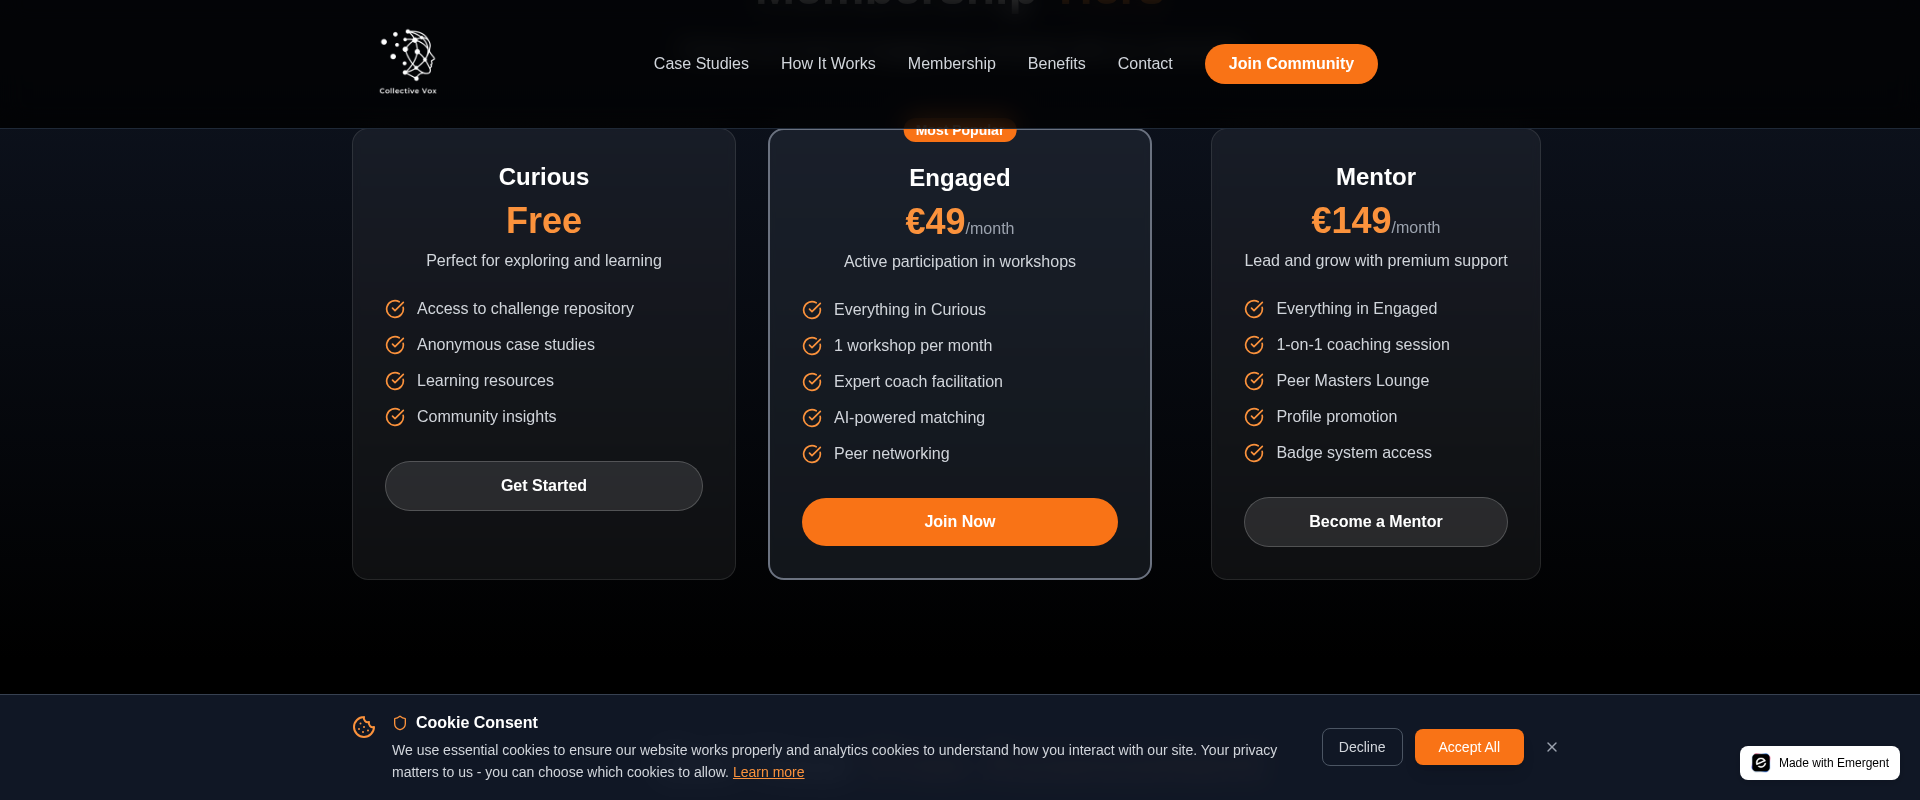 Collective Vox
Case Studies
How It Works
Membership
Benefits
Contact
Join Community
Most Popular
Curious
Free
Perfect for exploring and learning
Access to challenge repository
Anonymous case studies
Learning resources
Community insights
Get Started
Engaged
€49/month
Active participation in workshops
Everything in Curious
1 workshop per month
Expert coach facilitation
AI-powered matching
Peer networking
Join Now
Mentor
€149/month
Lead and grow with premium support
Everything in Engaged
1-on-1 coaching session
Peer Masters Lounge
Profile promotion
Badge system access
Become a Mentor
Cookie Consent
We use essential cookies to ensure our website works properly and analytics cookies to understand how you interact with our site. Your privacy
matters to us - you can choose which cookies to allow. Learn more
Decline
Accept All
Made with Emergent